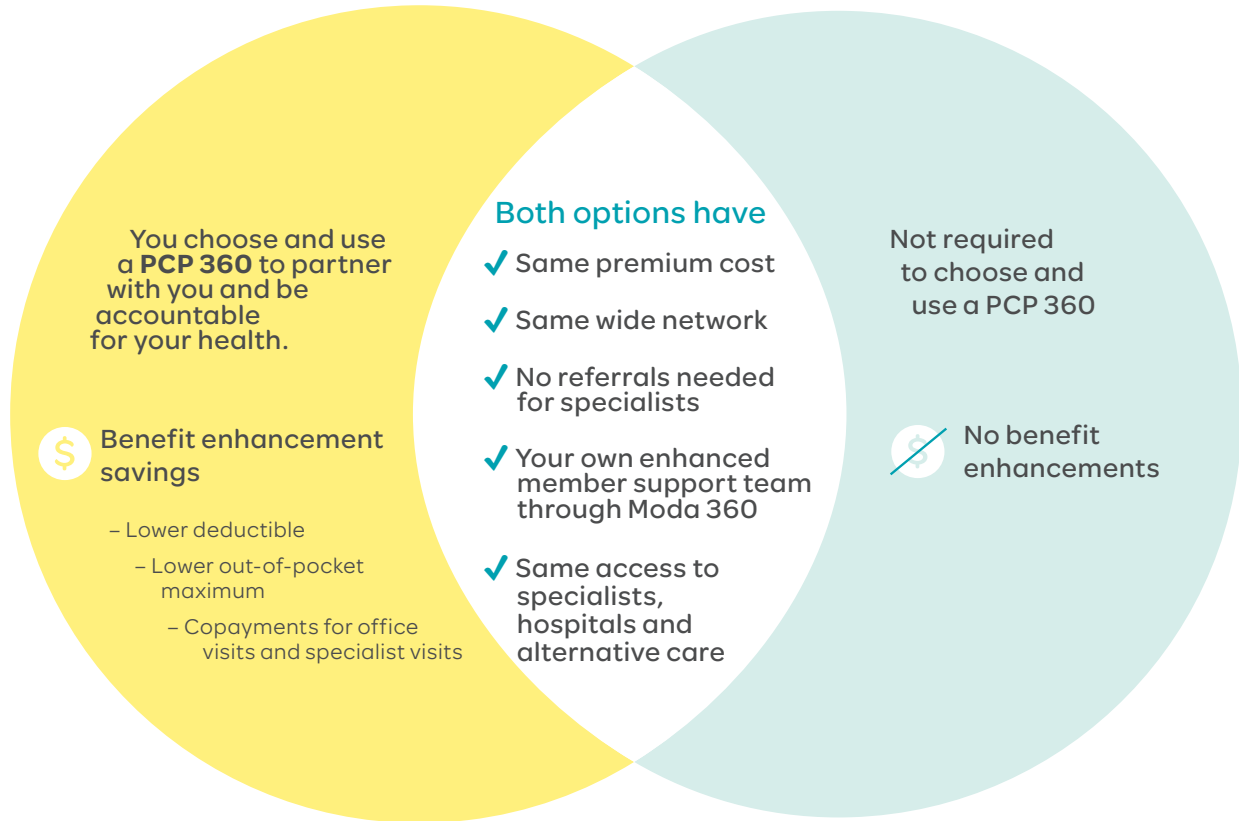 You choose and use
a PCP 360 to partner
with you and be
accountable
for your health.
$ Benefit enhancement
savings
– Lower deductible
– Lower out-of-pocket
maximum
– Copayments for office
visits and specialist visits
Both options have
Same premium cost
Same wide network
No referrals needed
for specialists
Your own enhanced
member support team
through Moda 360
Same access to
specialists,
hospitals and
alternative care
Not required
to choose and
use a PCP 360
$ No benefit
enhancements